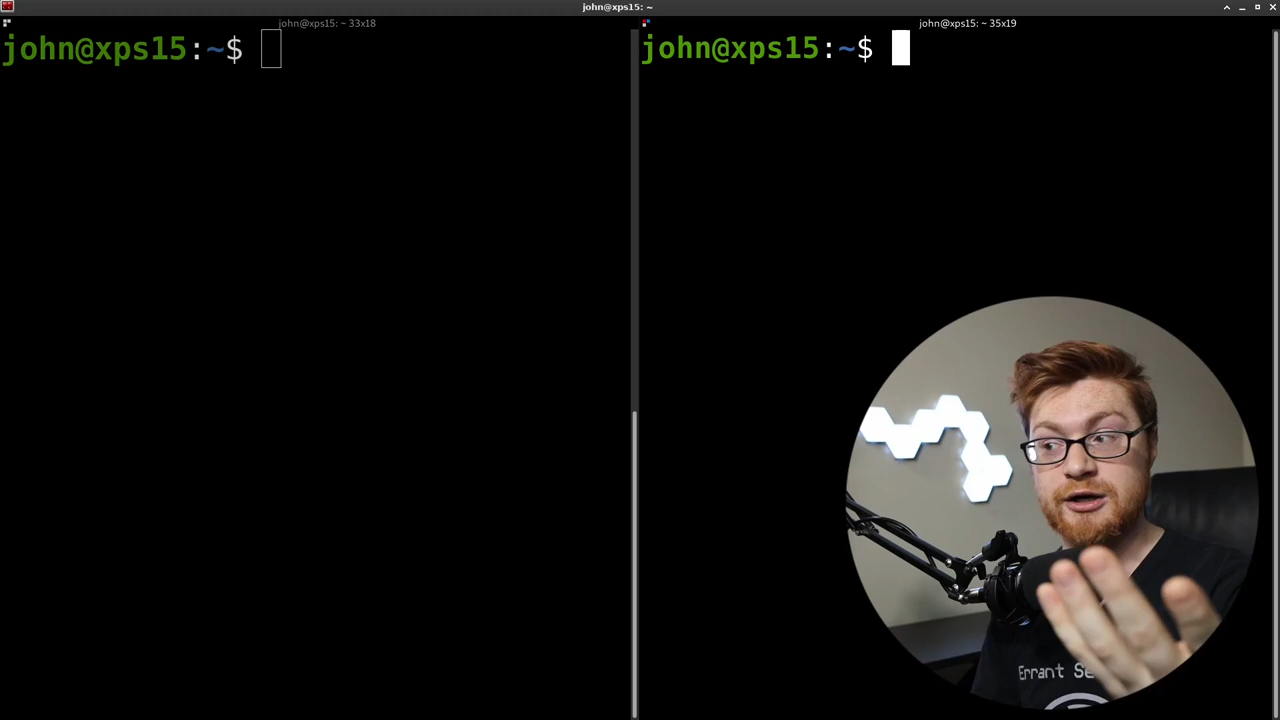 john@xps15: ~
john@xps15: ~ 33x18
john@xps15: ~ 35x19
john@xps15:~$
john@xps15:~$
Errant Se